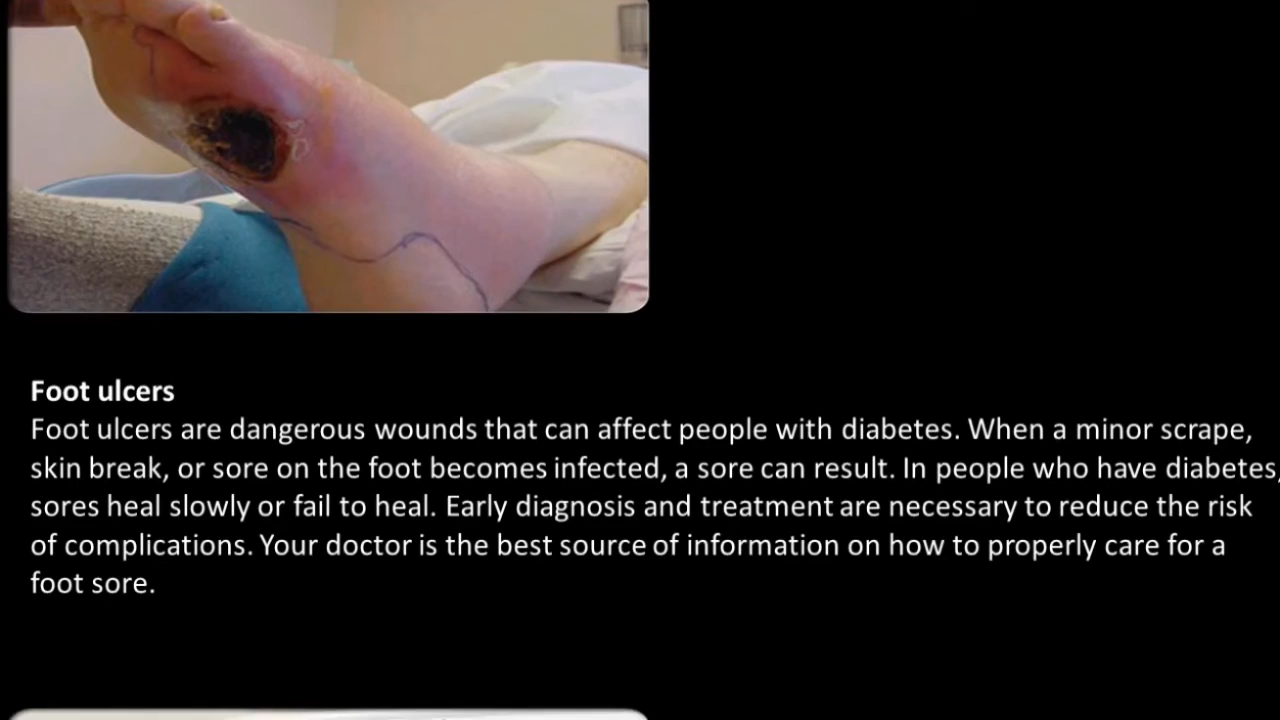 Foot ulcers
Foot ulcers are dangerous wounds that can affect people with diabetes. When a minor scrape,
skin break, or sore on the foot becomes infected, a sore can result. In people who have diabetes,
sores heal slowly or fail to heal. Early diagnosis and treatment are necessary to reduce the risk
of complications. Your doctor is the best source of information on how to properly care for a
foot sore.